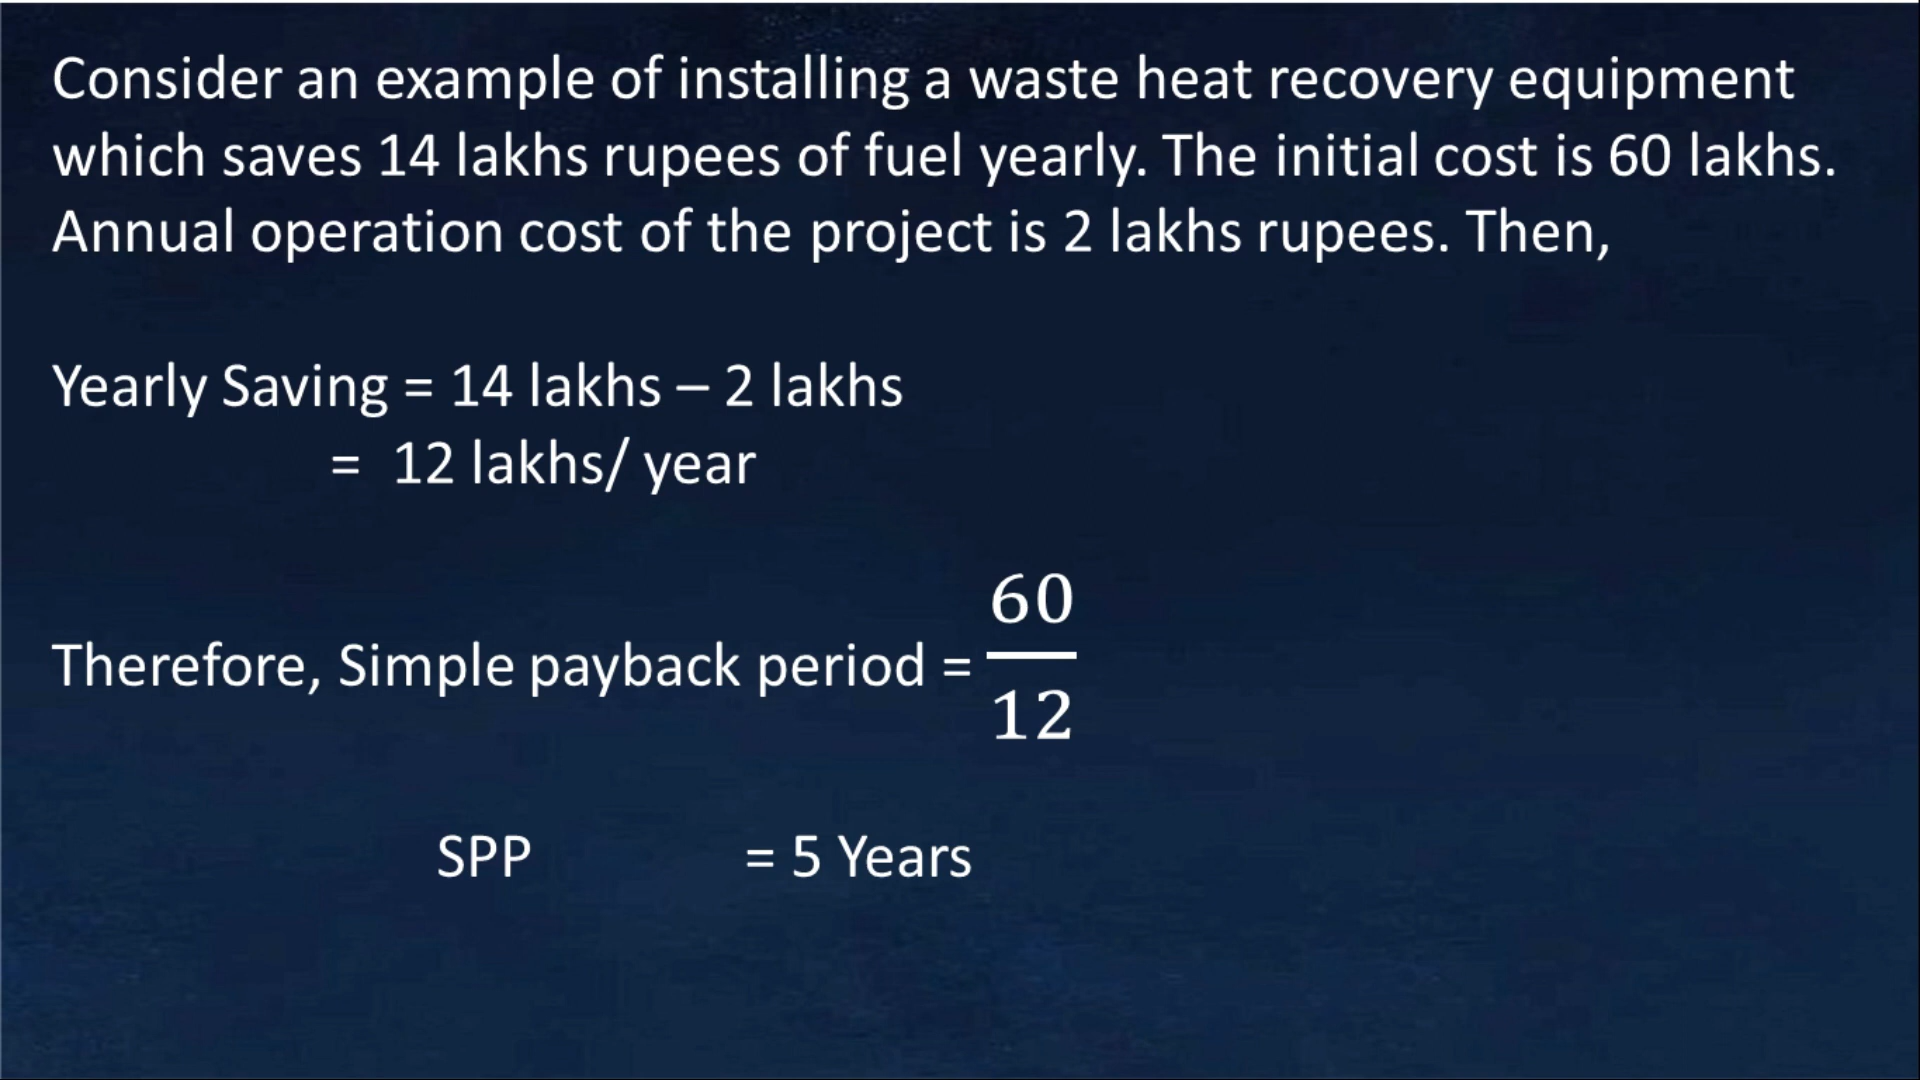 Consider an example of installing a waste heat recovery equipment
which saves 14 lakhs rupees of fuel yearly. The initial cost is 60 lakhs.
Annual operation cost of the project is 2 lakhs rupees. Then,
Yearly Saving = 14 lakhs – 2 lakhs
= 12 lakhs/ year
60
Therefore, Simple payback period =
12
SPP = 5 Years